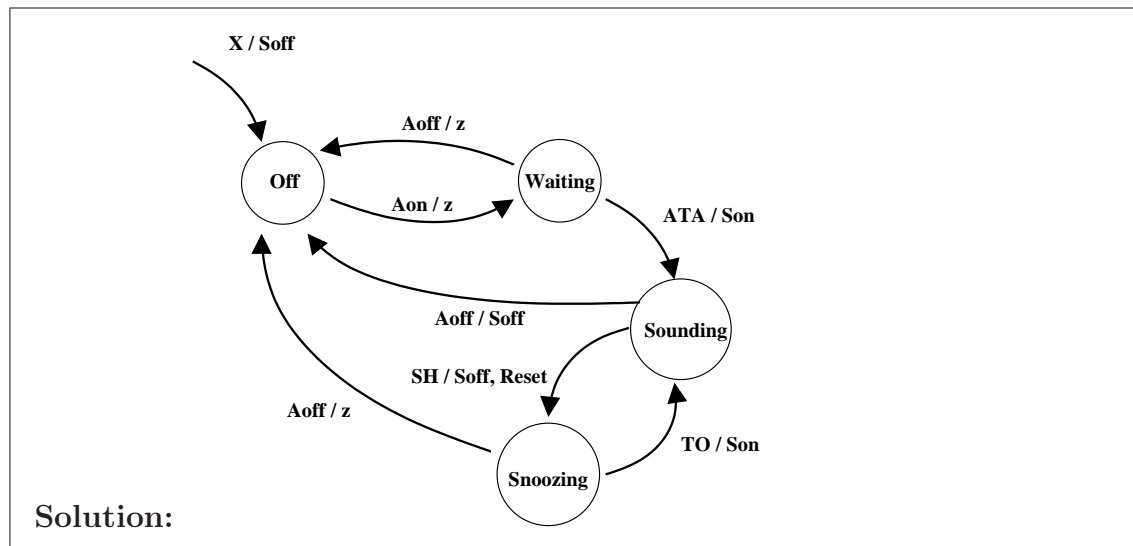 X / Soff
Aoff / z
Off
Waiting
Aon / z
ATA / Son
Aoff / Soff
Sounding
SH / Soff, Reset
Aoff / z
TO / Son
Snoozing
Solution: